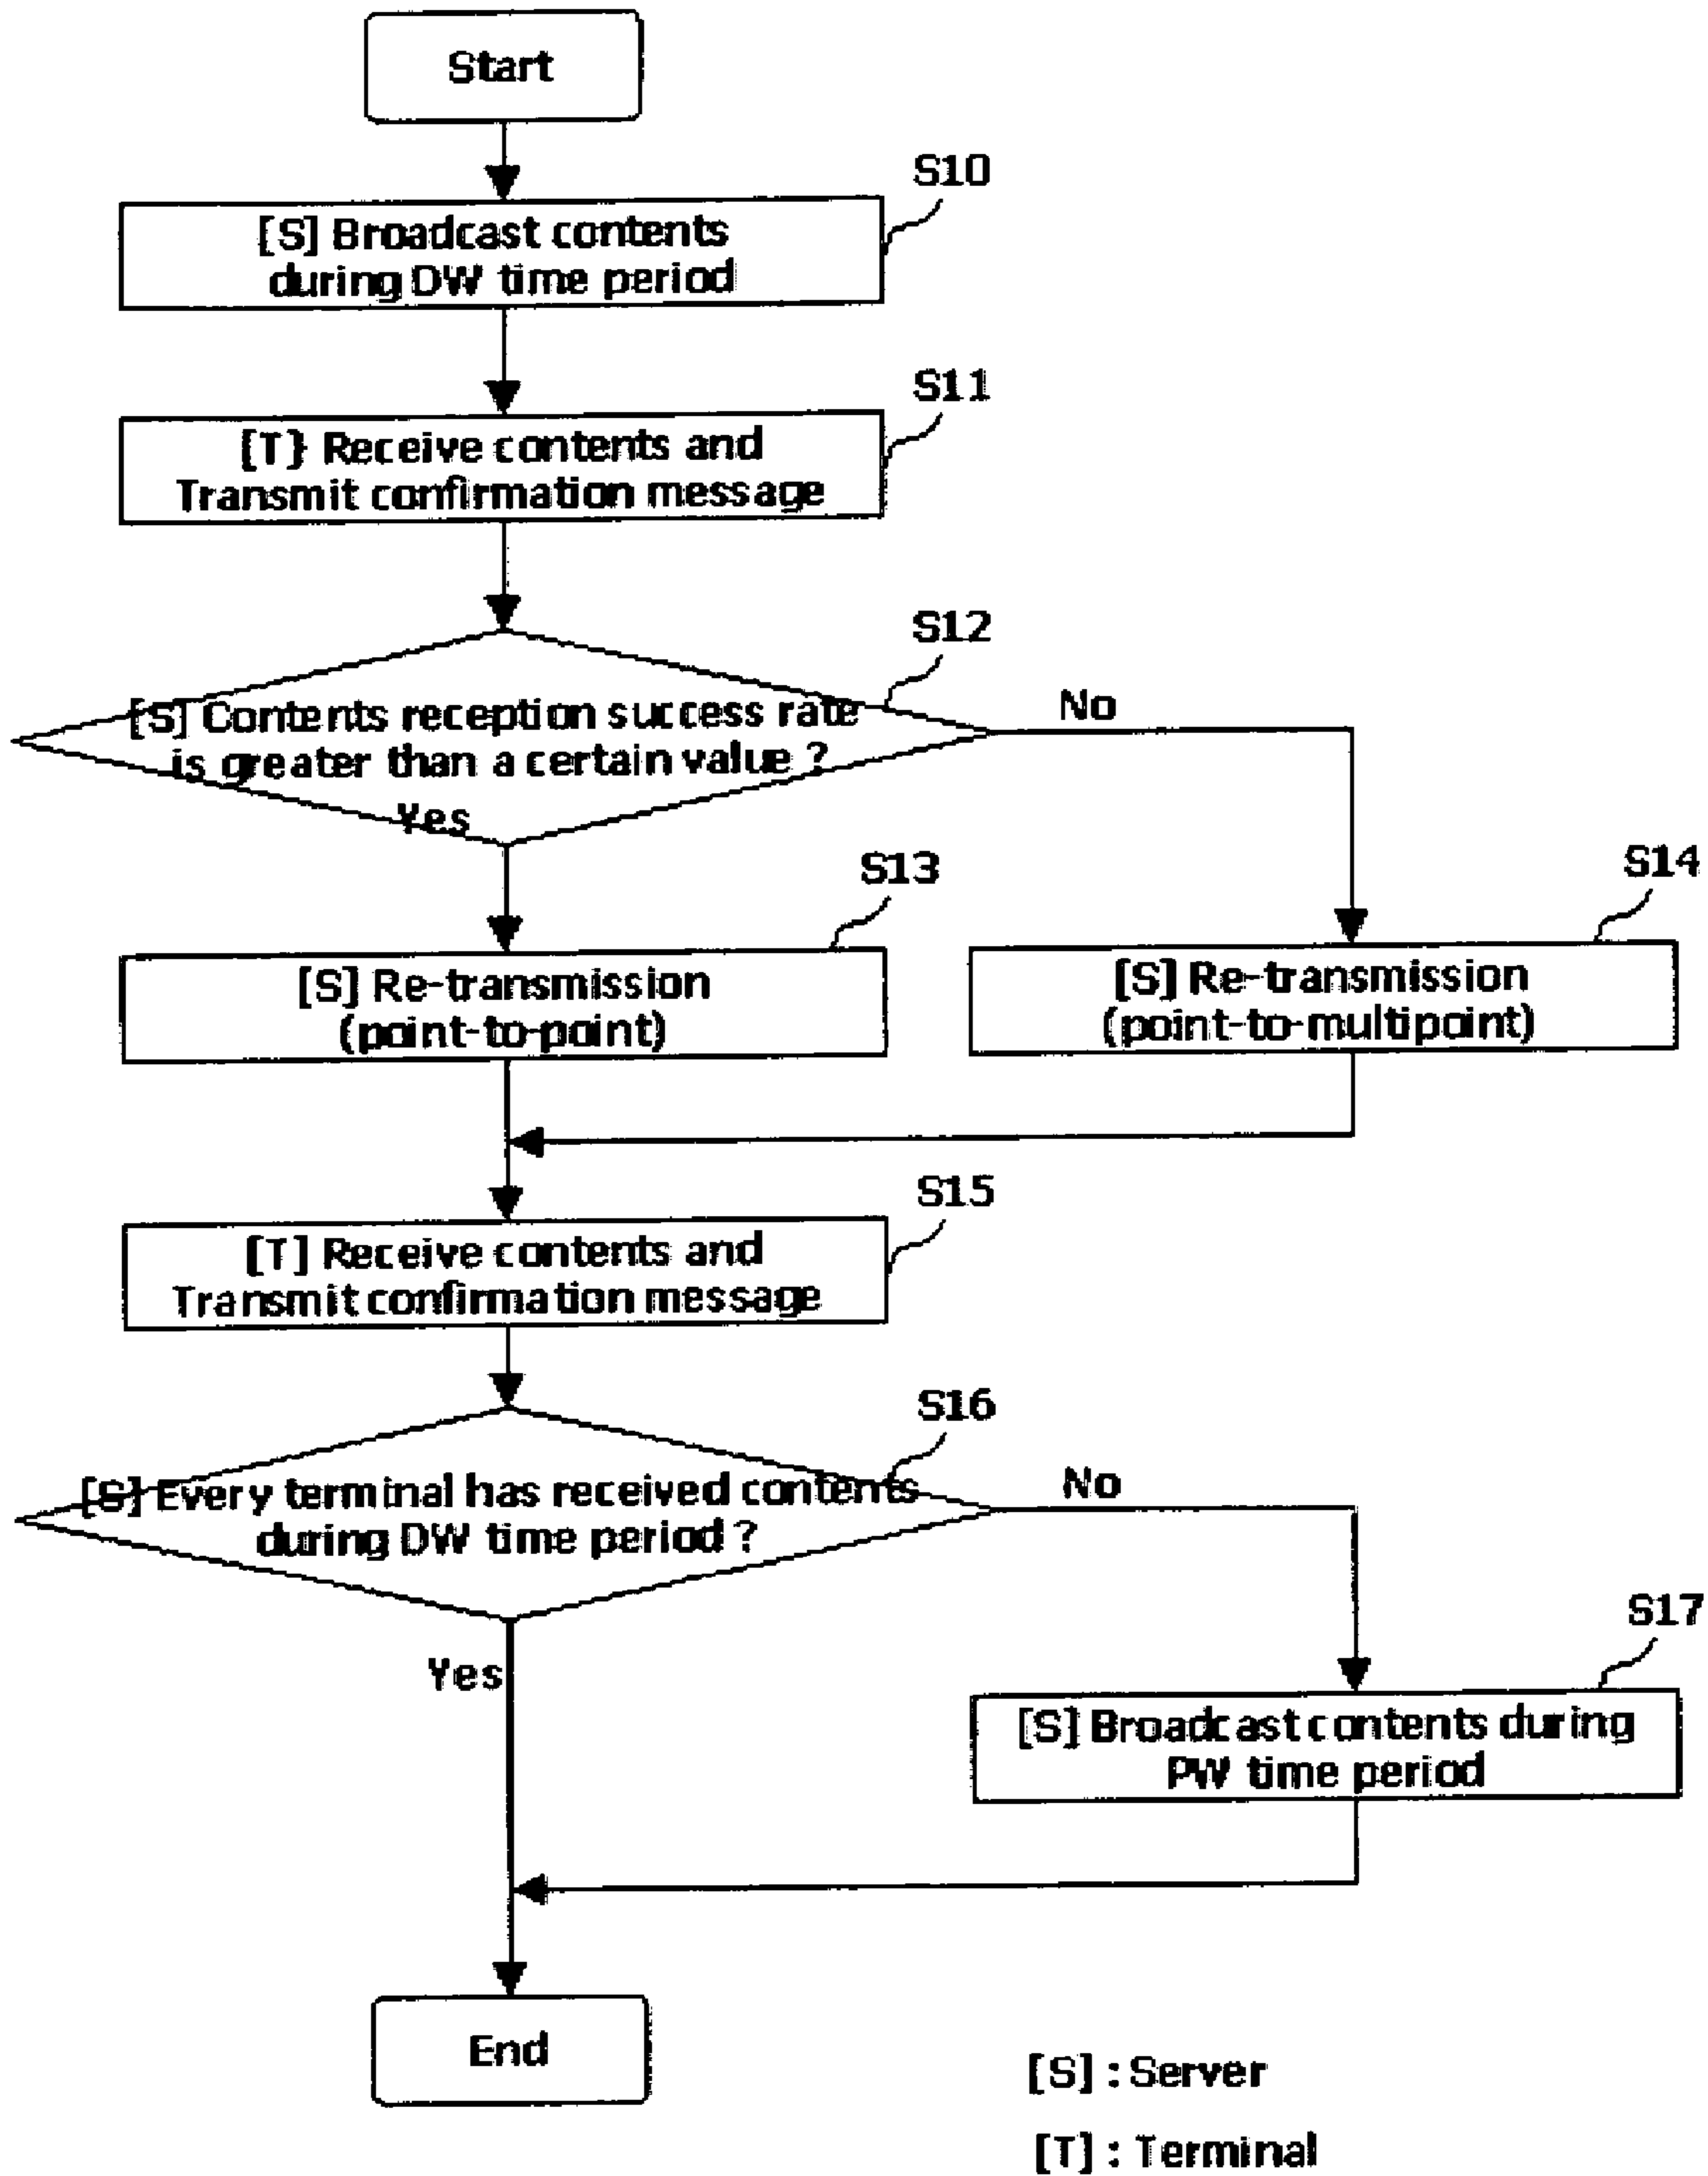 Start
S10
[S] Broadcast contents
during DW time period
S11
[T} Receive contents and
Transmit confirmation message
S12
[S] Contents reception success rate
is greater than a certain value ?
No
Yes
S13
S14
[S] Re-transmission
(point-to-point)
[S] Re-transmission
(point-to-multipoint)
S15
[T] Receive contents and
Transmit confirmation message
S16
[S] Every terminal has received contents
during DW time period ?
No
Yes
S17
[S] Broadcast contents during
PW time period
End
[S] : Server
[T] : Terminal